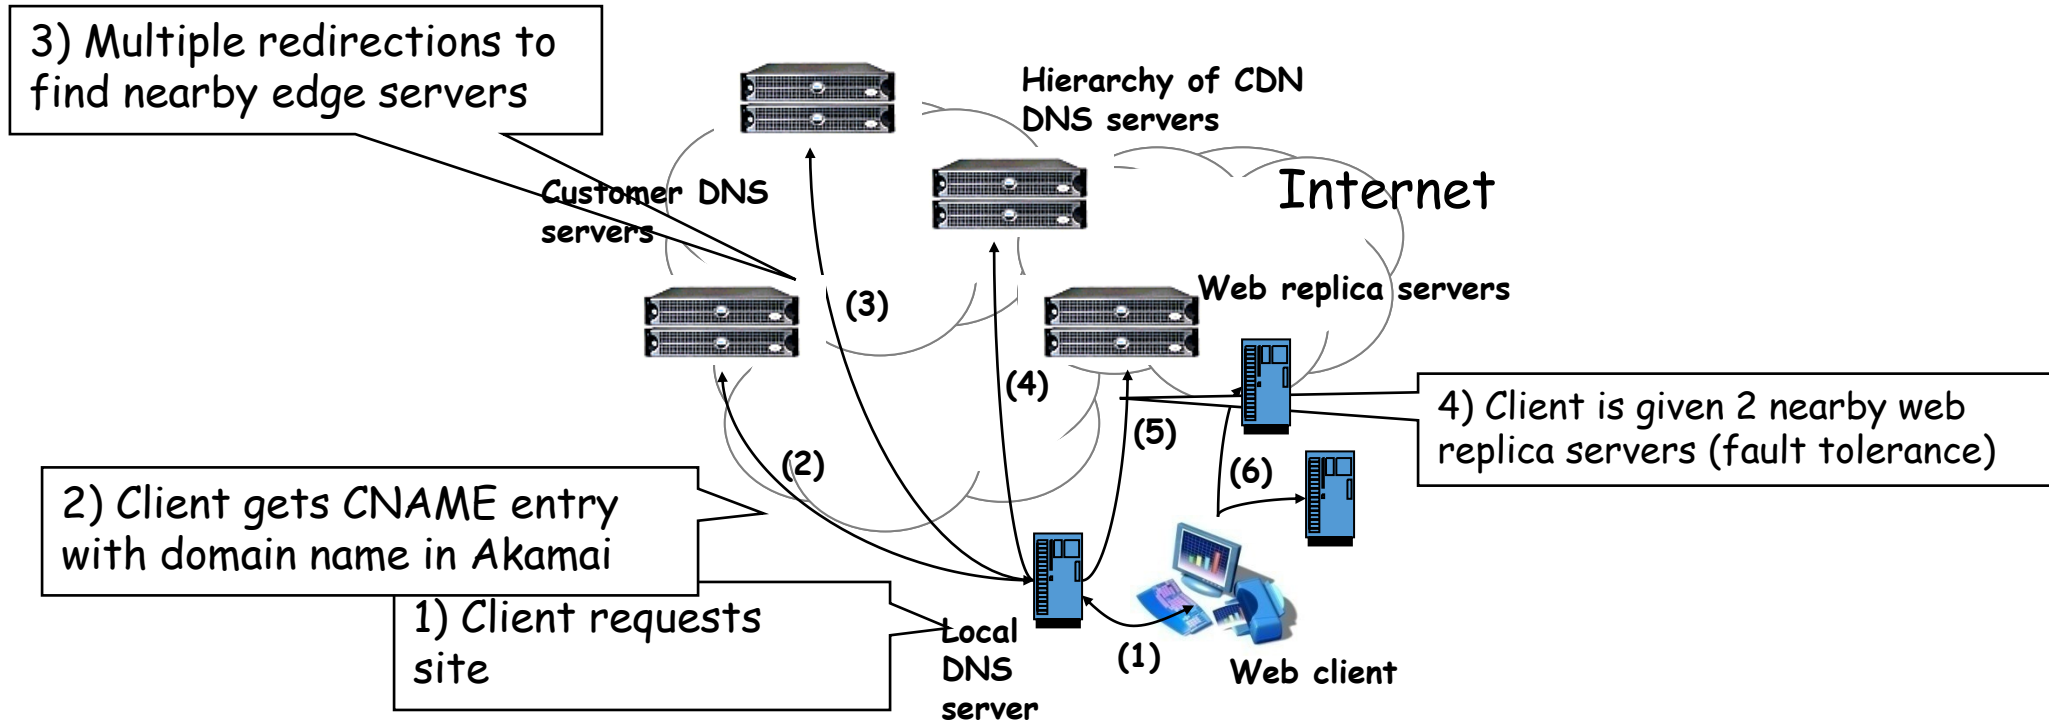 3) Multiple redirections to
find nearby edge servers
Hierarchy of CDN
DNS servers
Customer DNS
servers
Internet
Web replica servers
(3)
(4)
(5)
(2)
(6)
4) Client is given 2 nearby web
replica servers (fault tolerance)
2) Client gets CNAME entry
with domain name in Akamai
1) Client requests
site
Local
DNS
server
(1)
Web client